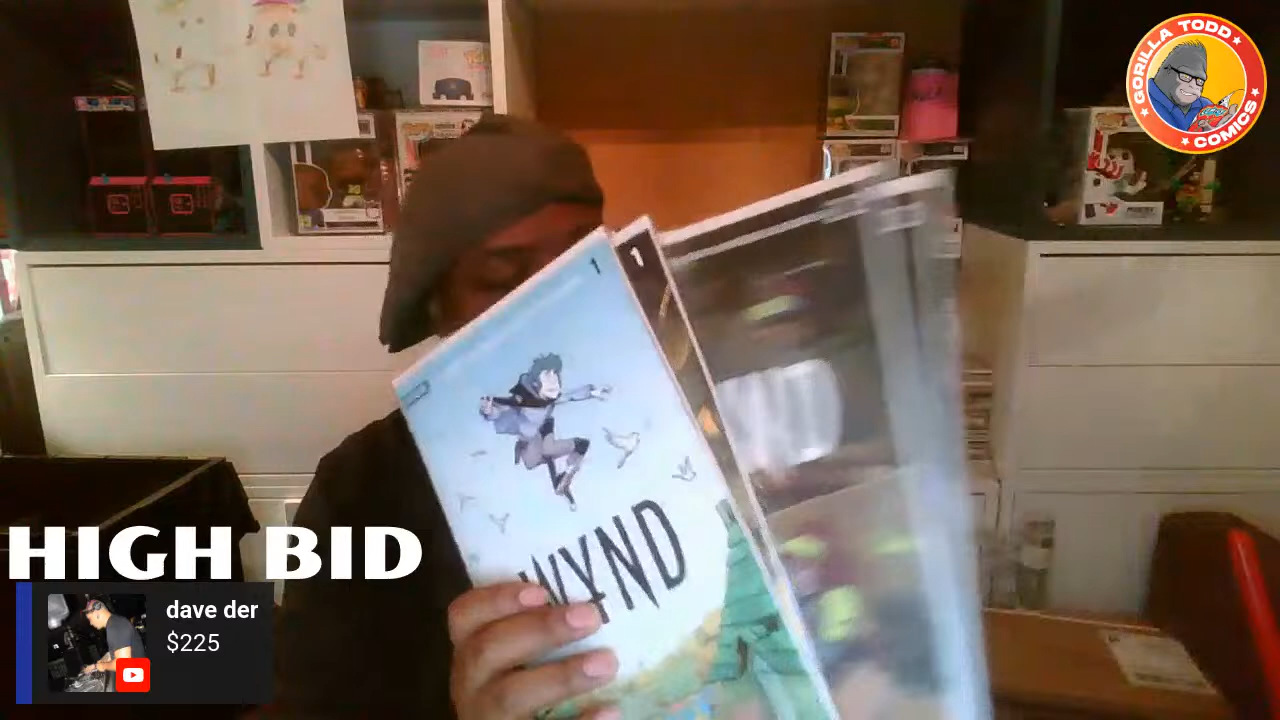 GORILLA TODD
COMICS
1
1
WYND
HIGH BID
dave der
$225